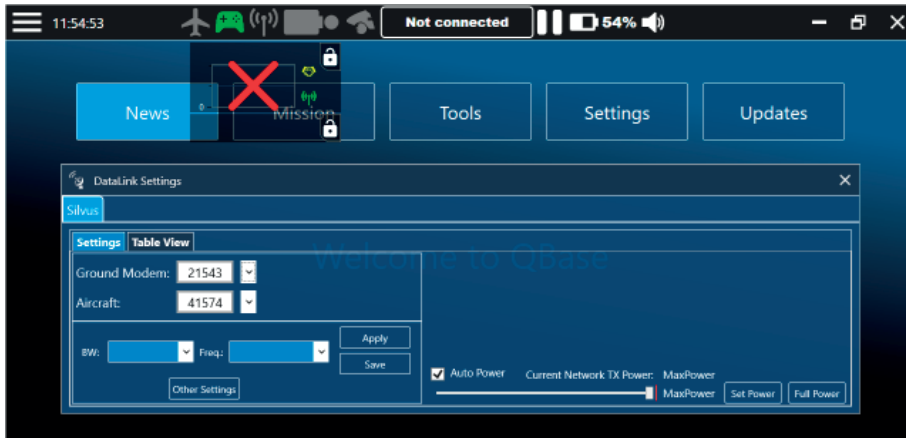 11:54:53 Not connected 54%
0
News Mission Tools Settings Updates
DataLink Settings
Silvus
Settings Table View
Welcome to QBase
Ground Modem: 21543
Aircraft: 41574
BW: Freq.: Apply
Save
Other Settings
Auto Power Current Network TX Power: MaxPower
MaxPower Set Power Full Power